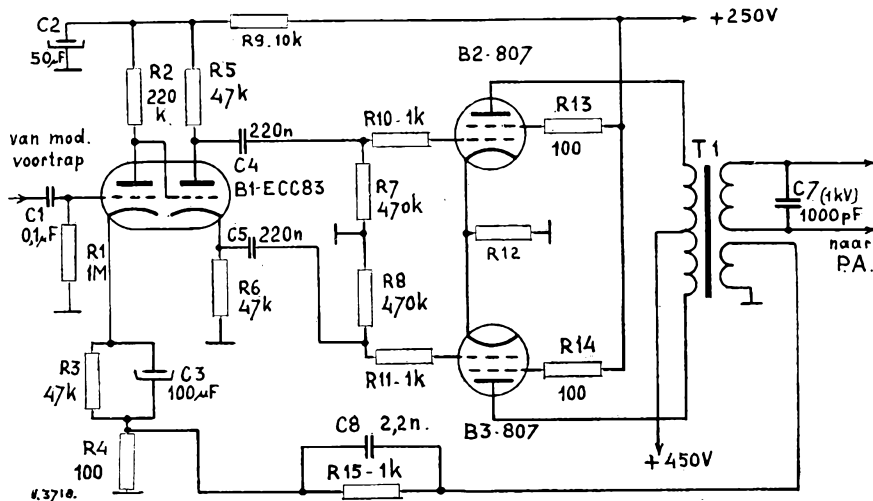 C2
50µF
R9.10k
+250V
B2-807
R2
220
k
R5
47k
van mod.
voortrap
220n
C4
R10-1k
R13
100
T1
B1-ECC83
C1
0,1µF
R1
1M
R7
470k
C7 (1kV)
1000pF
C5
220n
R12
naar
P.A.
R6
47k
R8
470k
R3
47k
C3
100µF
R11-1k
R14
100
B3-807
+450V
R4
100
C8
2,2n.
R15-1k
V.3718.